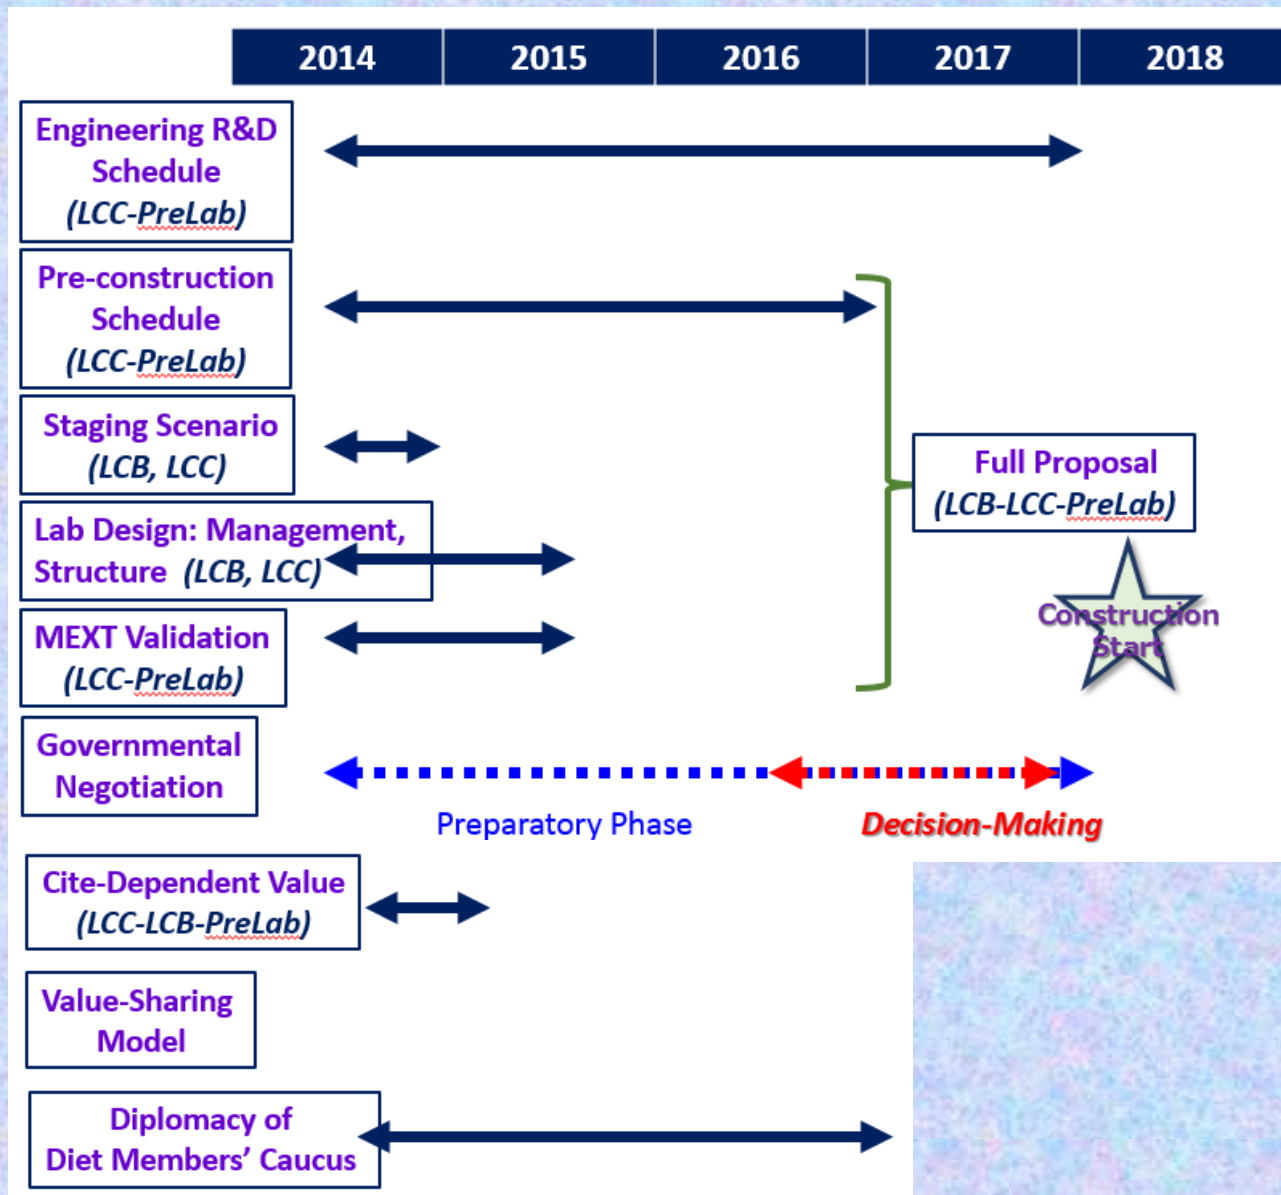 2014 2015 2016 2017 2018
Engineering R&D
Schedule
(LCC-PreLab)
Pre-construction
Schedule
(LCC-PreLab)
Staging Scenario
(LCB, LCC)
Full Proposal
(LCB-LCC-PreLab)
Lab Design: Management,
Structure (LCB, LCC)
Construction
Start
MEXT Validation
(LCC-PreLab)
Governmental
Negotiation
Preparatory Phase
Decision-Making
Cite-Dependent Value
(LCC-LCB-PreLab)
Value-Sharing
Model
Diplomacy of
Diet Members’ Caucus